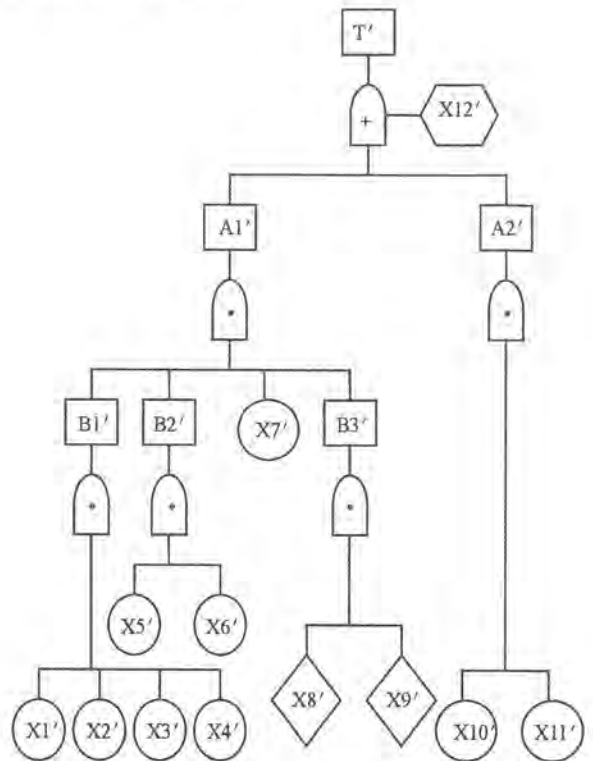 T′
+
X12′
A1′
A2′
•
•
B1′
B2′
X7′
B3′
+
+
•
X5′
X6′
X8′
X9′
X1′
X2′
X3′
X4′
X10′
X11′